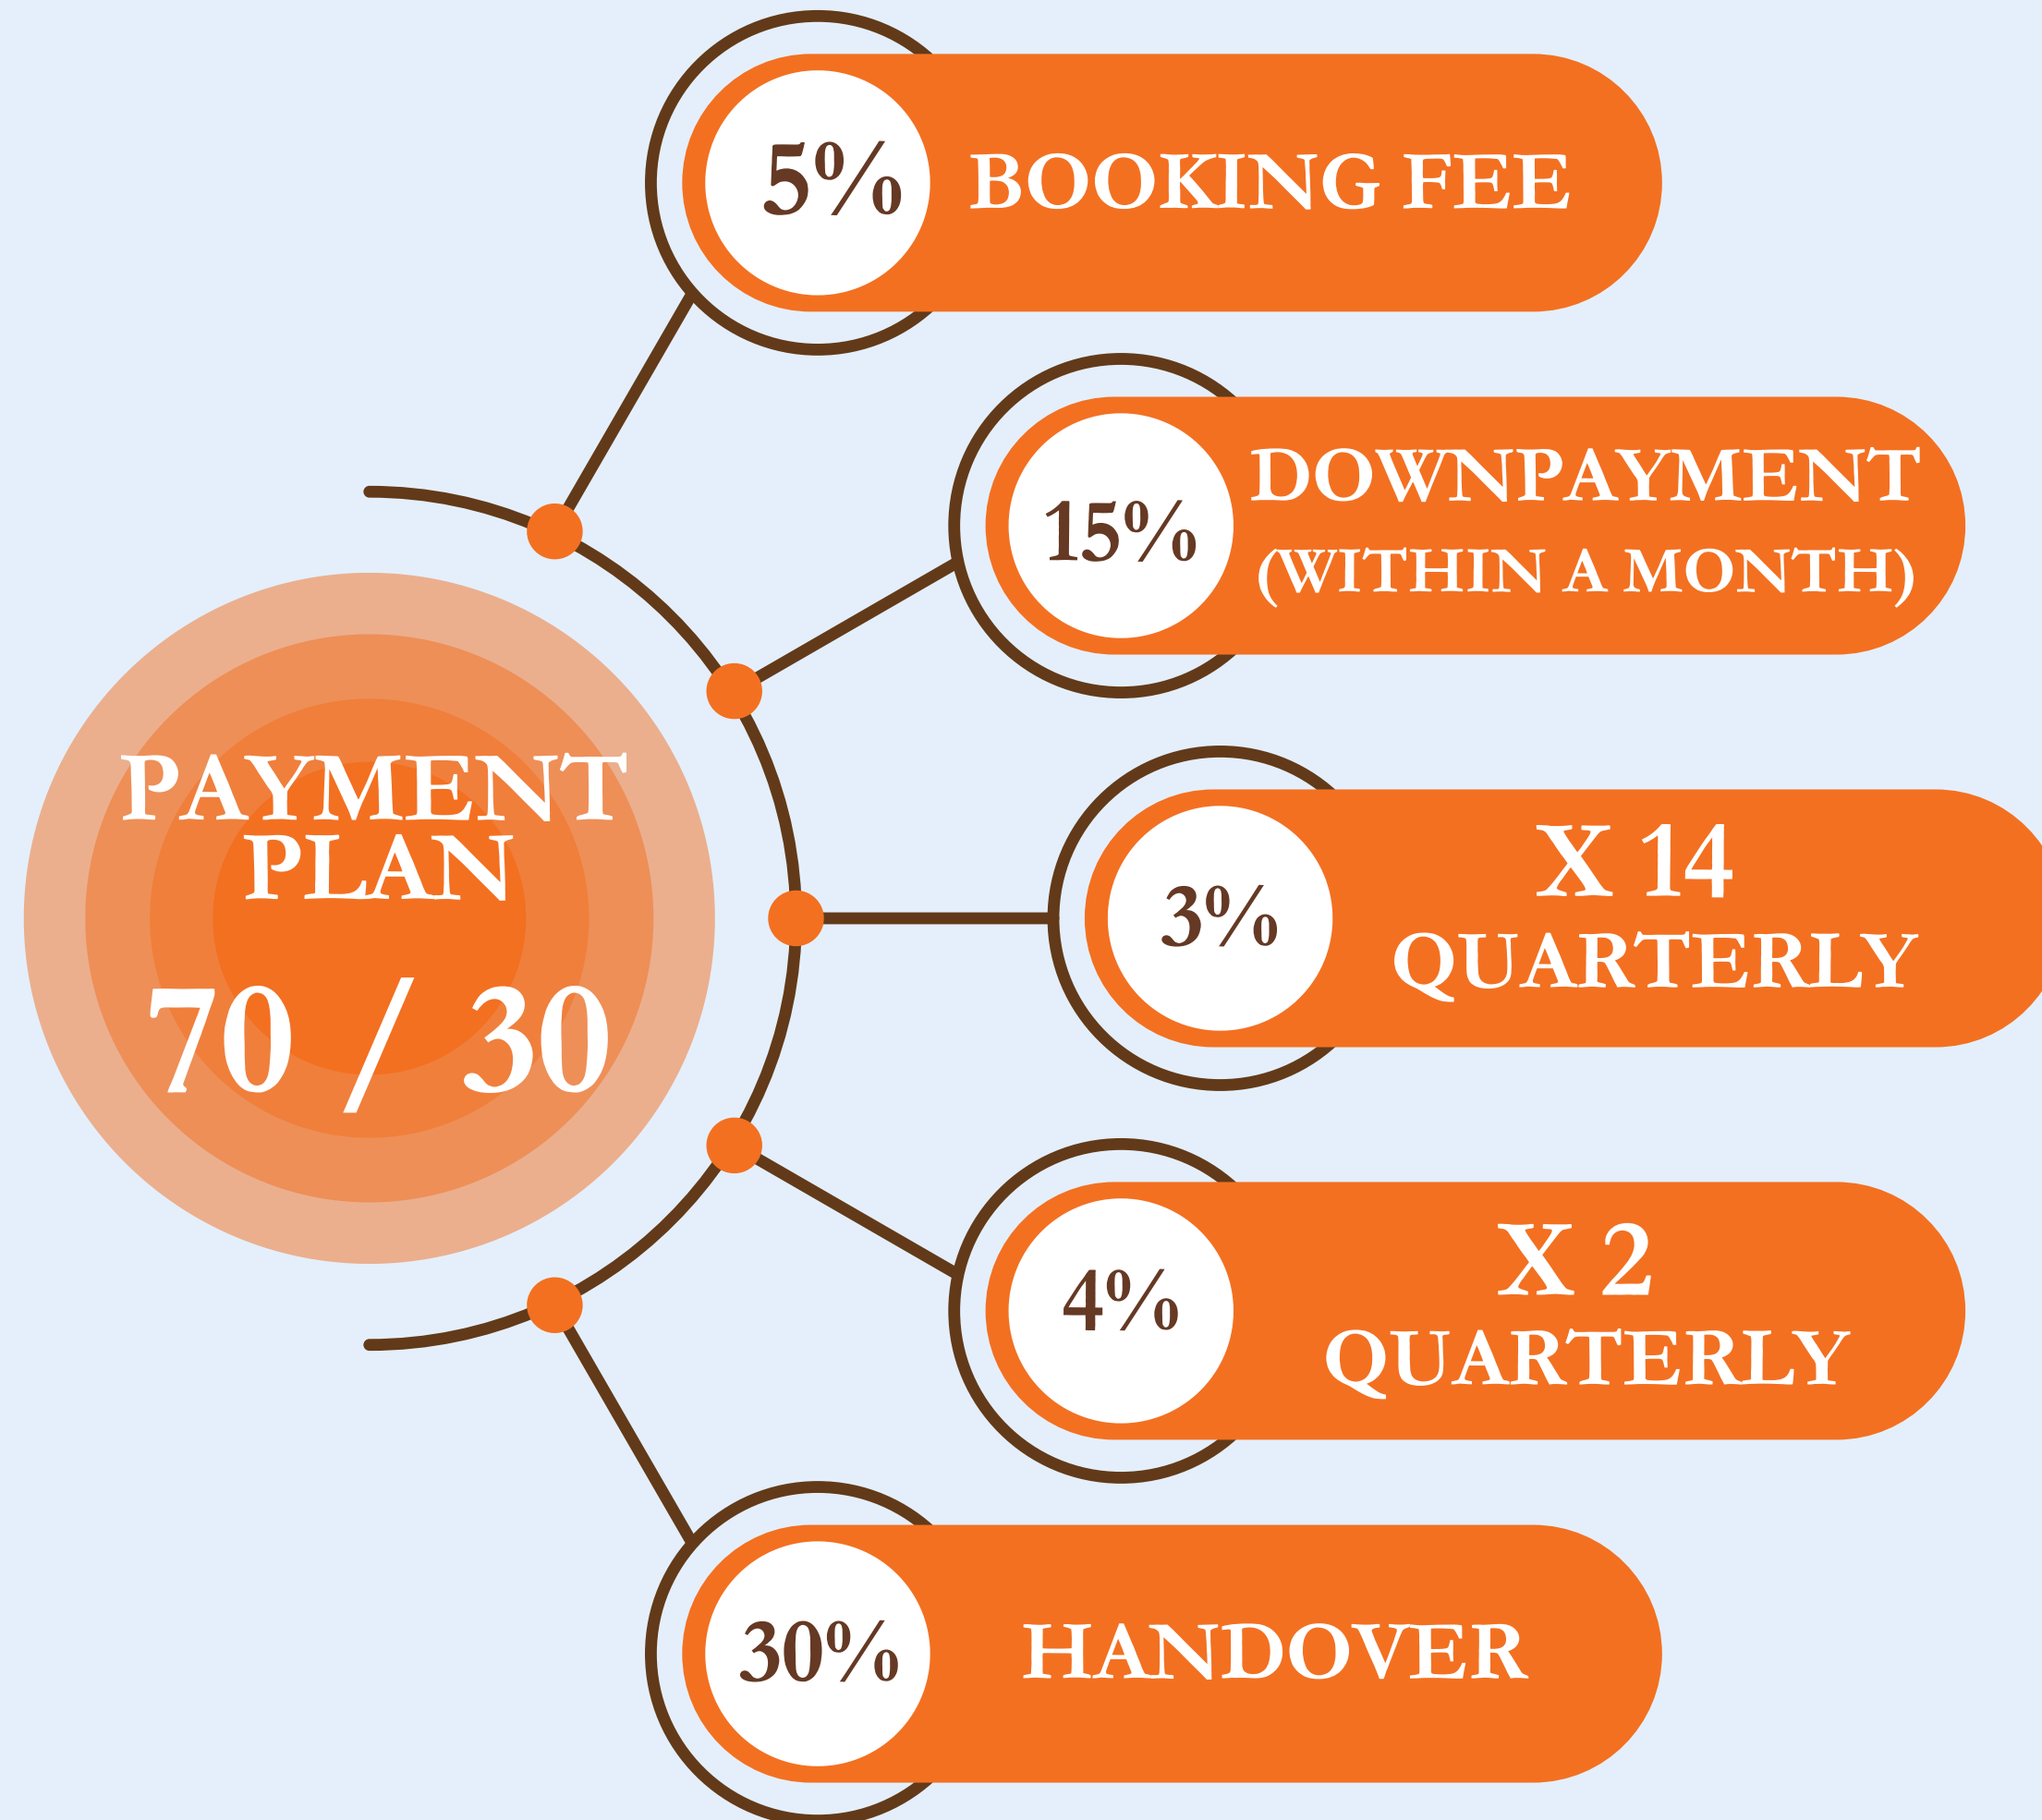 5% BOOKING FEE
15% DOWNPAYMENT
(WITHIN A MONTH)
PAYMENT
PLAN
70 / 30
3% X 14
QUARTERLY
4% X 2
QUARTERLY
30% HANDOVER